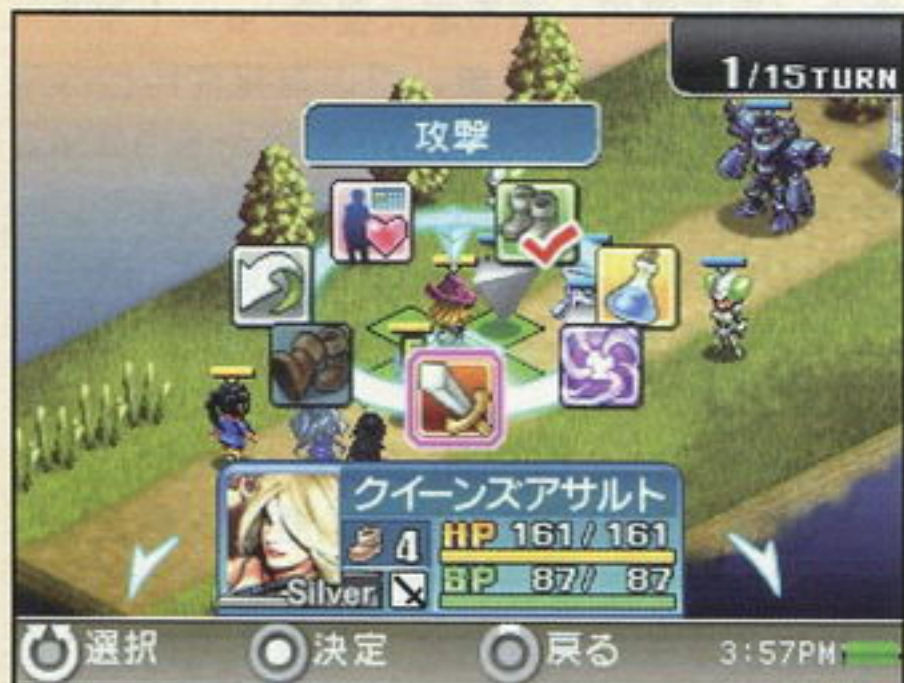 1/15TURN
攻撃
クイーンズアサルト
4 HP 161/161
Silver SP 87/ 87
選択 決定 戻る 3:57PM